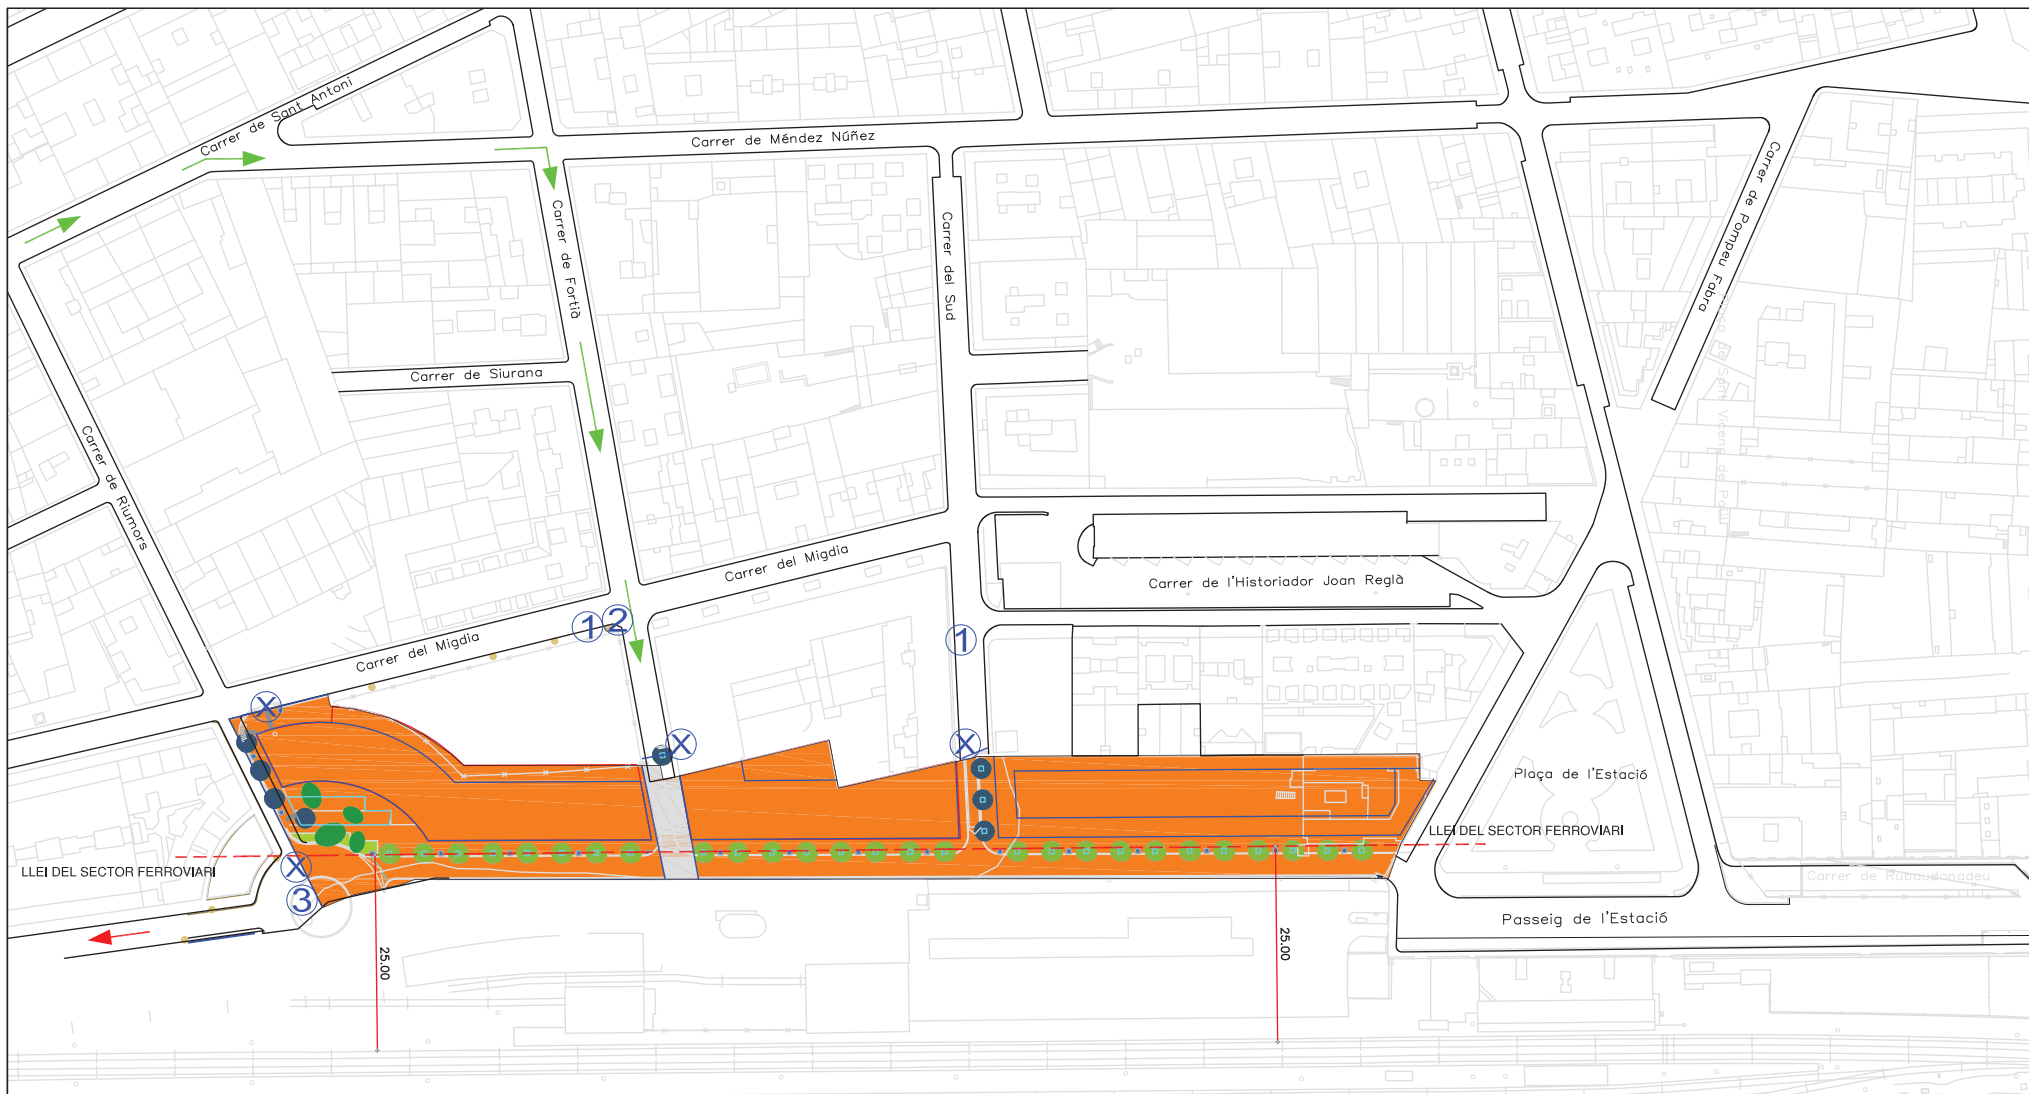 Carrer de Sant Antoni
Carrer de Méndez Núñez
Carrer de Pompeu Fabra
Carrer de Fortià
Carrer del Sud
Carrer de Siurana
Carrer de Riumors
Carrer del Migdia
Carrer de l'Historiador Joan Reglà
1
2
1
Carrer del Migdia
X
X
X
Plaça de l'Estació
LLEI DEL SECTOR FERROVIARI
LLEI DEL SECTOR FERROVIARI
X
3
Carrer de Rubaudonadeu
Passeig de l'Estació
25.00
25.00